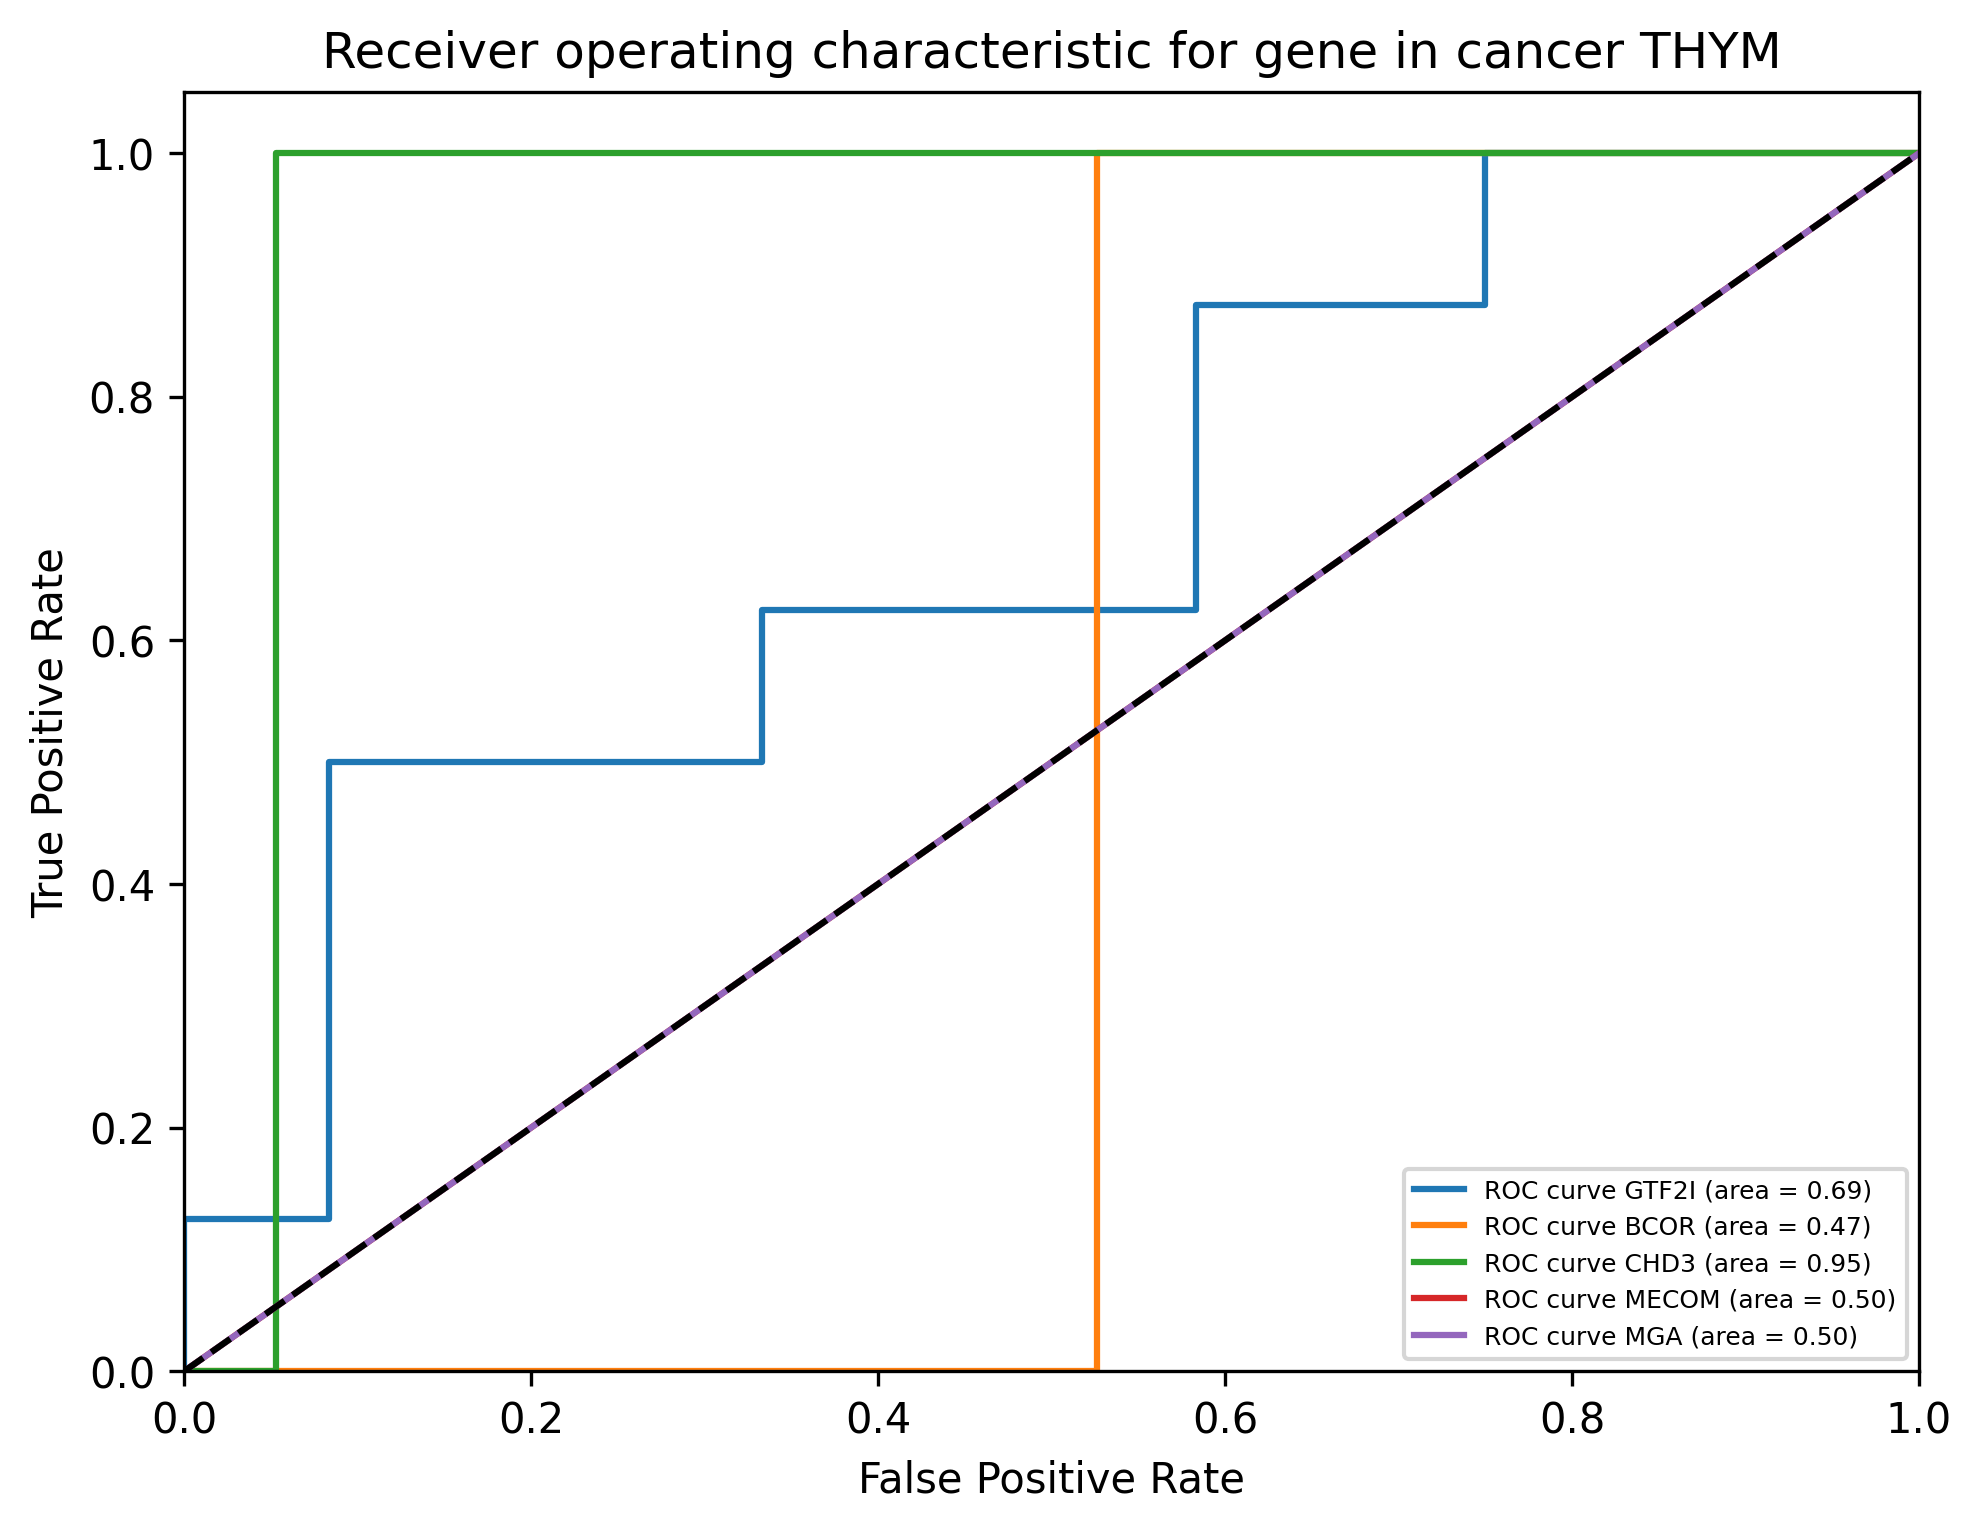 Receiver operating characteristic for gene in cancer THYM
True Positive Rate
1.0
0.8
0.6
0.4
0.2
0.0
0.0 0.2 0.4 0.6 0.8 1.0
False Positive Rate
ROC curve GTF2I (area = 0.69)
ROC curve BCOR (area = 0.47)
ROC curve CHD3 (area = 0.95)
ROC curve MECOM (area = 0.50)
ROC curve MGA (area = 0.50)